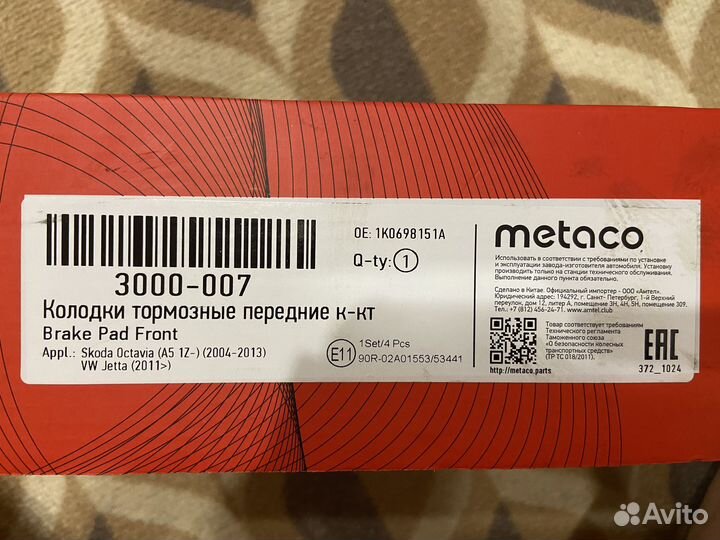 3000-007
OE: 1K0698151A
Q-ty: 1
Колодки тормозные передние к-кт
Brake Pad Front
Appl.: Skoda Octavia (A5 1Z-) (2004-2013)
VW Jetta (2011>)
E11
1Set/4 Pcs
90R-02A01553/53441
metaco
Использовать в соответствии с требованиями по установке
и эксплуатации завода-изготовителя автомобиля. Установку
производить только на станции технического обслуживания.
Выполнение данного пункта обязательно.
Сделано в Китае. Официальный импортер - ООО «Амтел».
Юридический адрес: 194292, г. Санкт- Петербург, 1-й Верхний
переулок, дом 12, литер А, помещение 3Н, 4Н, 5Н, помещение 309.
Тел.: +7 (812) 456-24-71. www.amtel.club
Товар соответствует требованиям
Технического регламента
Таможенного союза
«О безопасности колесных
транспортных средств»
(ТР ТС 018/2011).
http://metaco.parts
EAC
372_1024
Avito